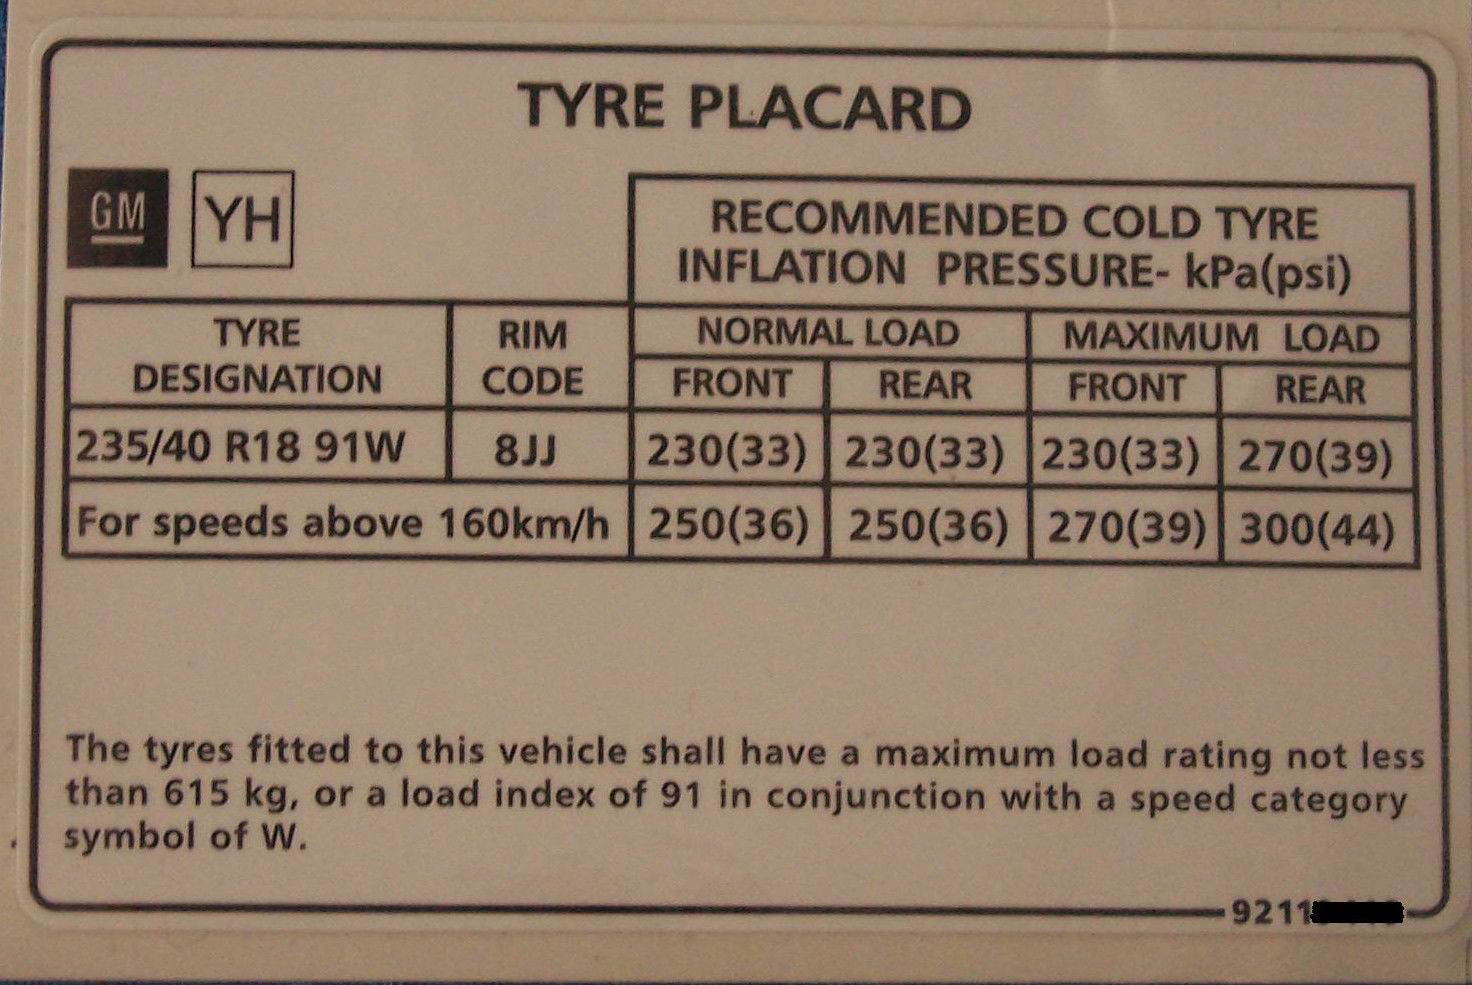 TYRE PLACARD
GM YH
RECOMMENDED COLD TYRE
INFLATION PRESSURE- kPa(psi)
TYRE DESIGNATION RIM CODE NORMAL LOAD MAXIMUM LOAD
FRONT REAR FRONT REAR
235/40 R18 91W 8JJ 230(33) 230(33) 230(33) 270(39)
For speeds above 160km/h 250(36) 250(36) 270(39) 300(44)
The tyres fitted to this vehicle shall have a maximum load rating not less
than 615 kg, or a load index of 91 in conjunction with a speed category
symbol of W.
9211